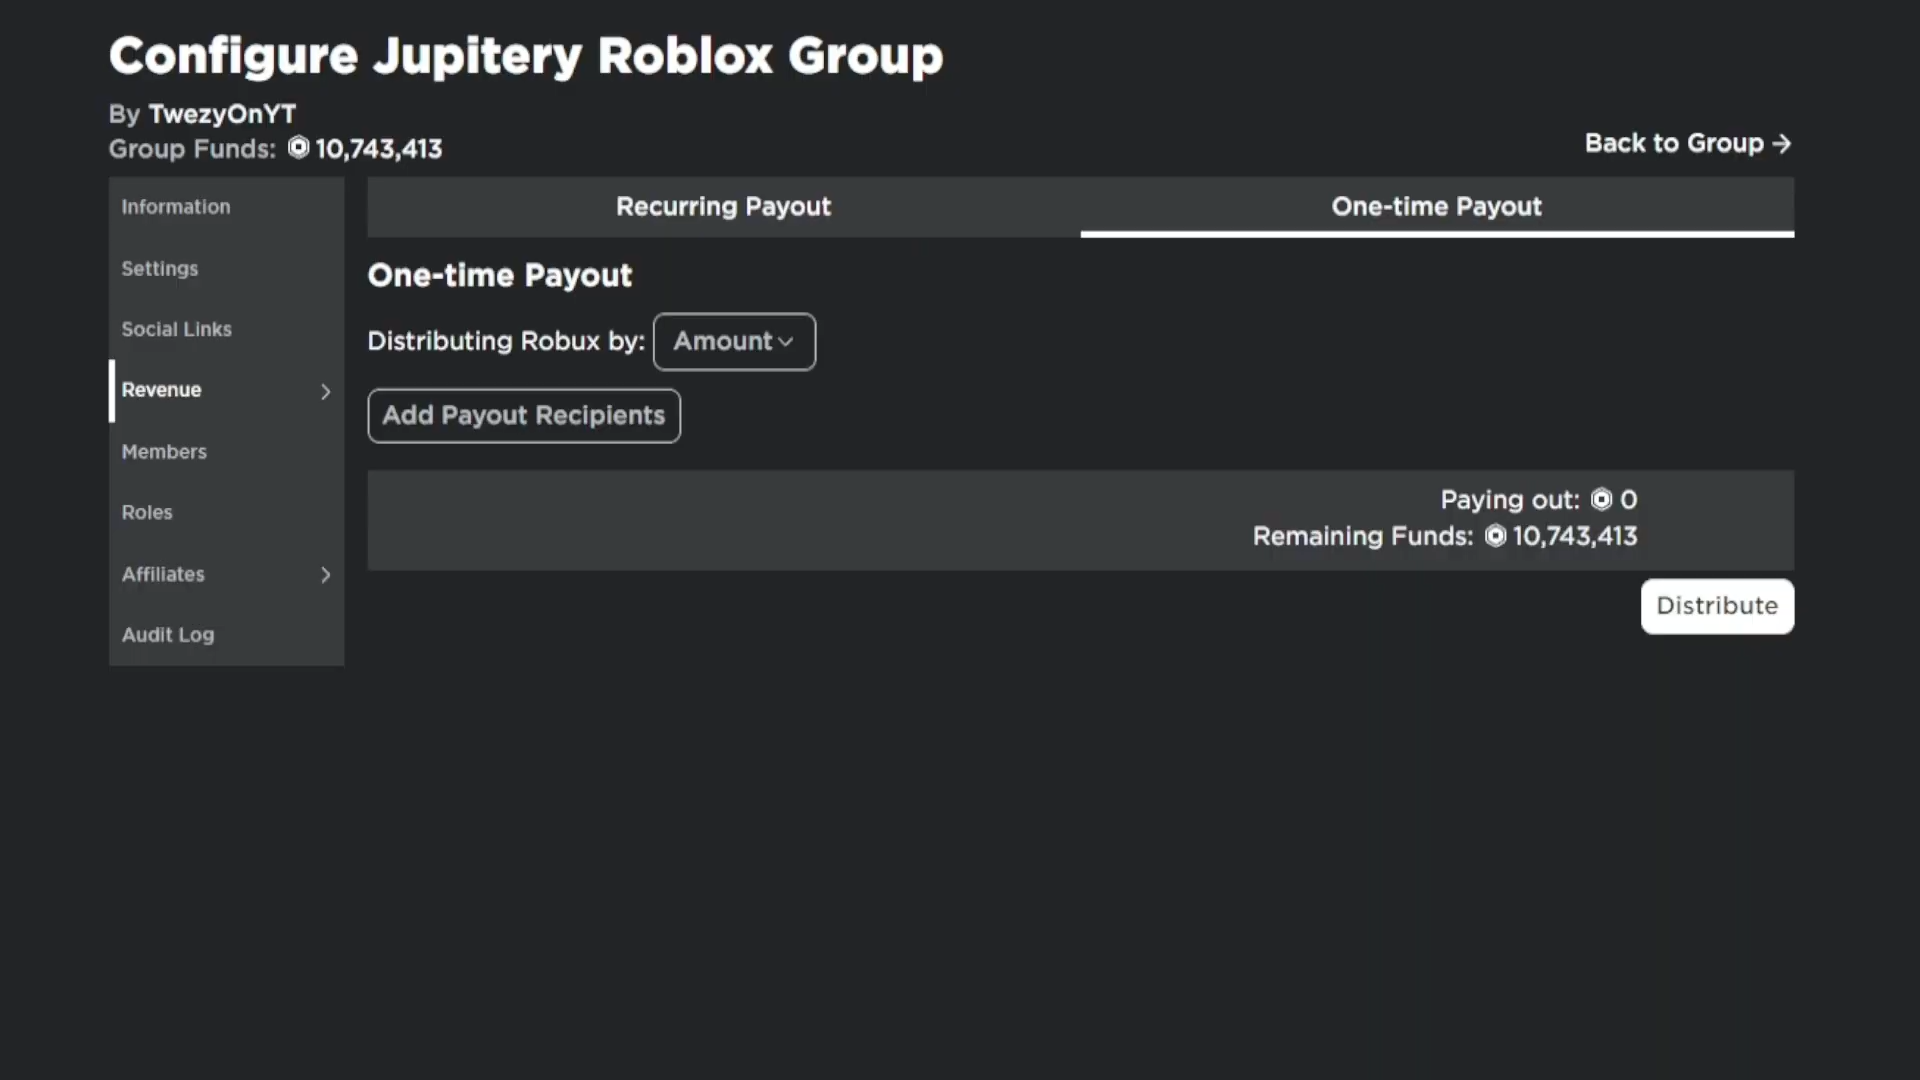 Configure Jupitery Roblox Group
By TwezyOnYT
Group Funds: 10,743,413
Back to Group →
Information
Settings
Social Links
Revenue
Members
Roles
Affiliates
Audit Log
Recurring Payout
One-time Payout
One-time Payout
Distributing Robux by: Amount
Add Payout Recipients
Paying out: 0
Remaining Funds: 10,743,413
Distribute